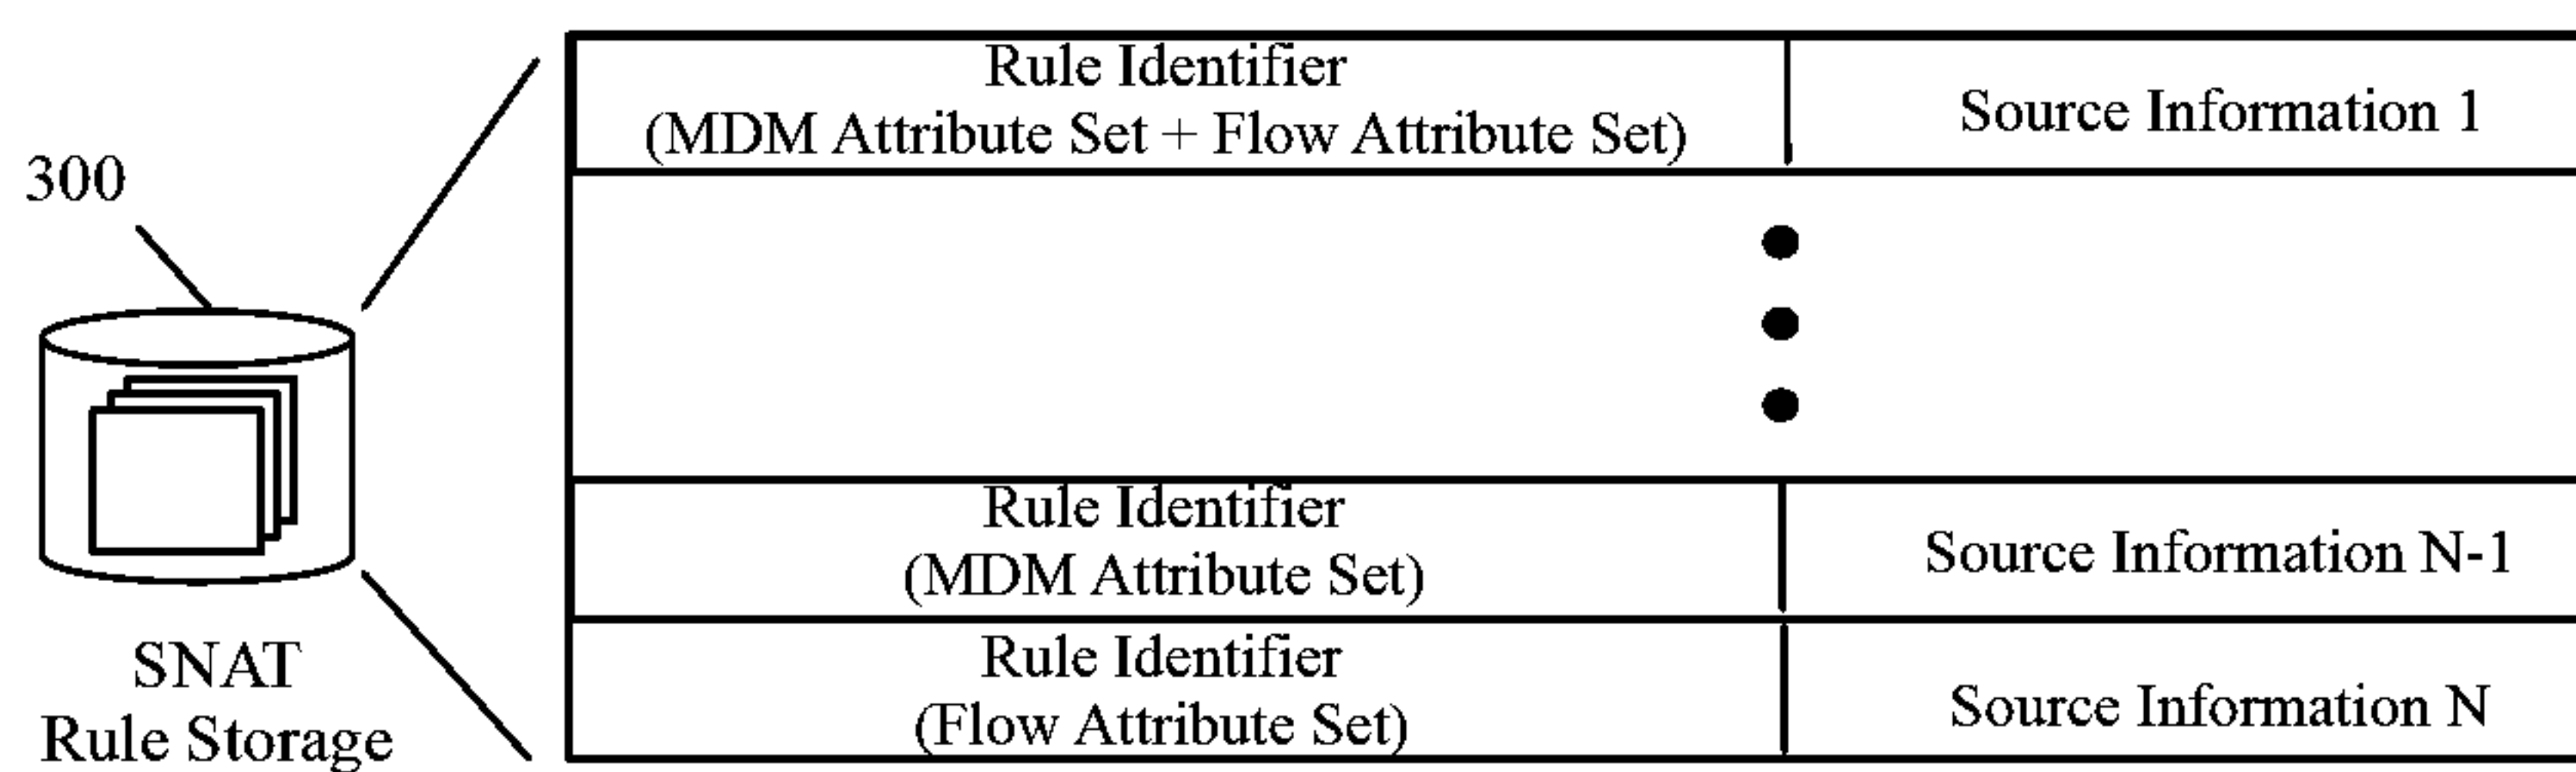 Rule Identifier
(MDM Attribute Set + Flow Attribute Set)
Source Information 1
300
Rule Identifier
(MDM Attribute Set)
Source Information N-1
Rule Identifier
(Flow Attribute Set)
Source Information N
SNAT
Rule Storage